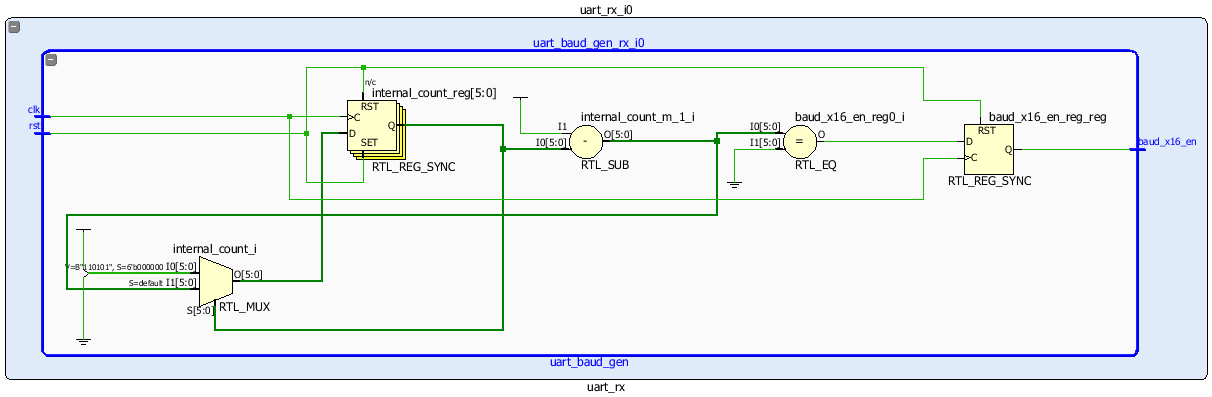 uart_rx_i0
uart_baud_gen_rx_i0
clk
rst
n/c
internal_count_reg[5:0]
RST
C
D
Q
SET
RTL_REG_SYNC
internal_count_m_1_i
I1
I0[5:0]
-
O[5:0]
RTL_SUB
baud_x16_en_reg0_i
I0[5:0]
I1[5:0]
=
O
RTL_EQ
baud_x16_en_reg_reg
RST
D
C
Q
RTL_REG_SYNC
baud_x16_en
internal_count_i
V=B"110101", S=6'b000000 I0[5:0]
S=default I1[5:0]
O[5:0]
S[5:0]
RTL_MUX
uart_baud_gen
uart_rx